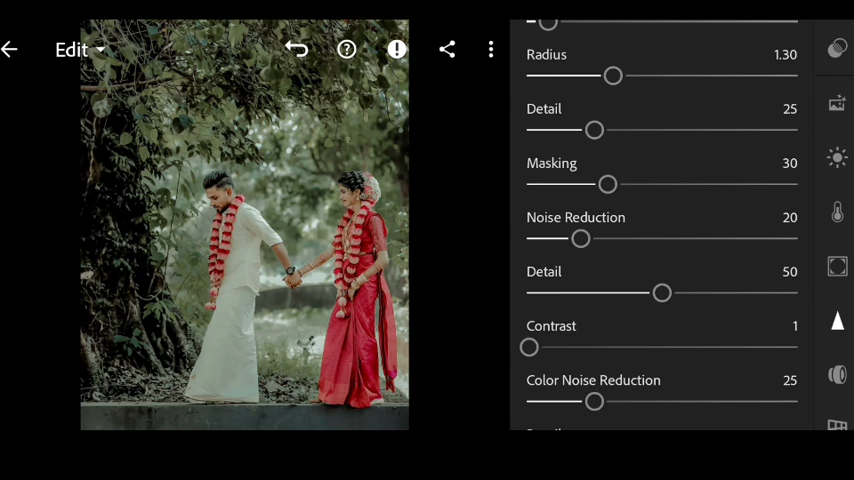 Edit
Radius 1.30
Detail 25
Masking 30
Noise Reduction 20
Detail 50
Contrast 1
Color Noise Reduction 25